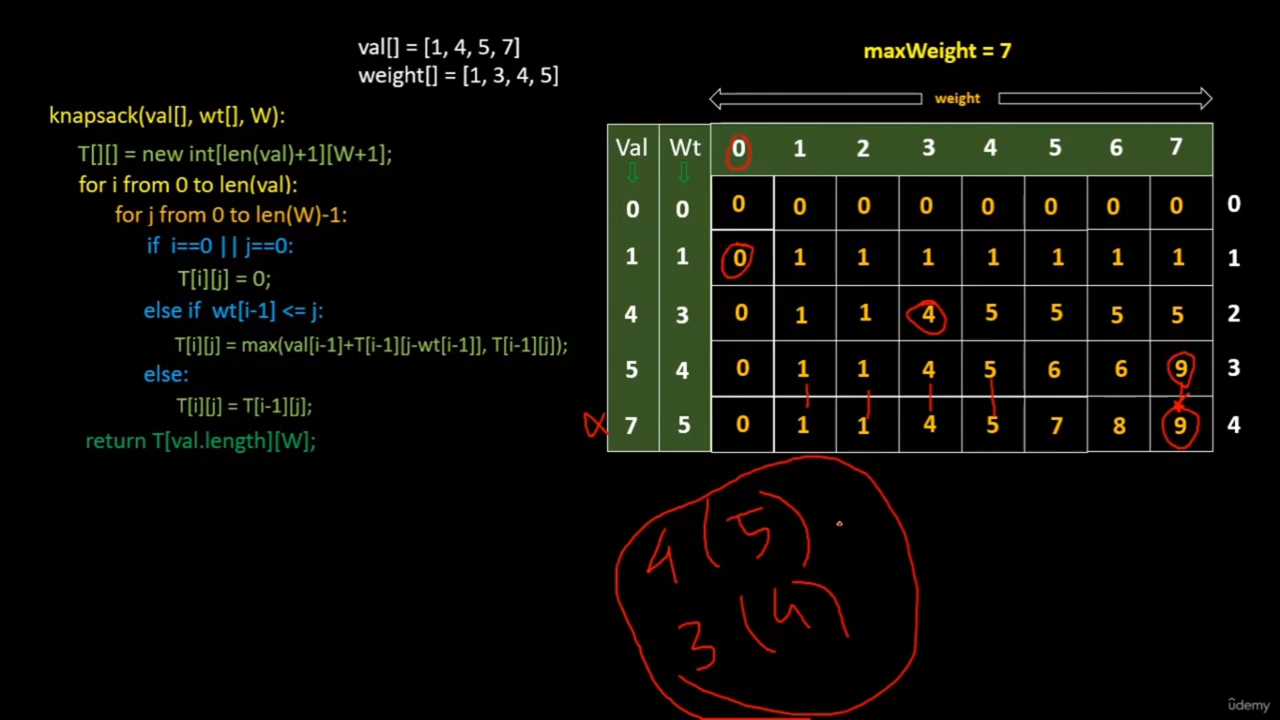 val[] = [1, 4, 5, 7]
weight[] = [1, 3, 4, 5]
maxWeight = 7
weight
knapsack(val[], wt[], W):
T[][] = new int[len(val)+1][W+1];
for i from 0 to len(val):
for j from 0 to len(W)-1:
if i==0 || j==0:
T[i][j] = 0;
else if wt[i-1] <= j:
T[i][j] = max(val[i-1]+T[i-1][j-wt[i-1]], T[i-1][j]);
else:
T[i][j] = T[i-1][j];
return T[val.length][W];
Val Wt 0 1 2 3 4 5 6 7
0 0 0 0 0 0 0 0 0 0 0
1 1 0 1 1 1 1 1 1 1 1
4 3 0 1 1 4 5 5 5 5 2
5 4 0 1 1 4 5 6 6 9 3
7 5 0 1 1 4 5 7 8 9 4
4 (5)
3 (4)
ûdemy